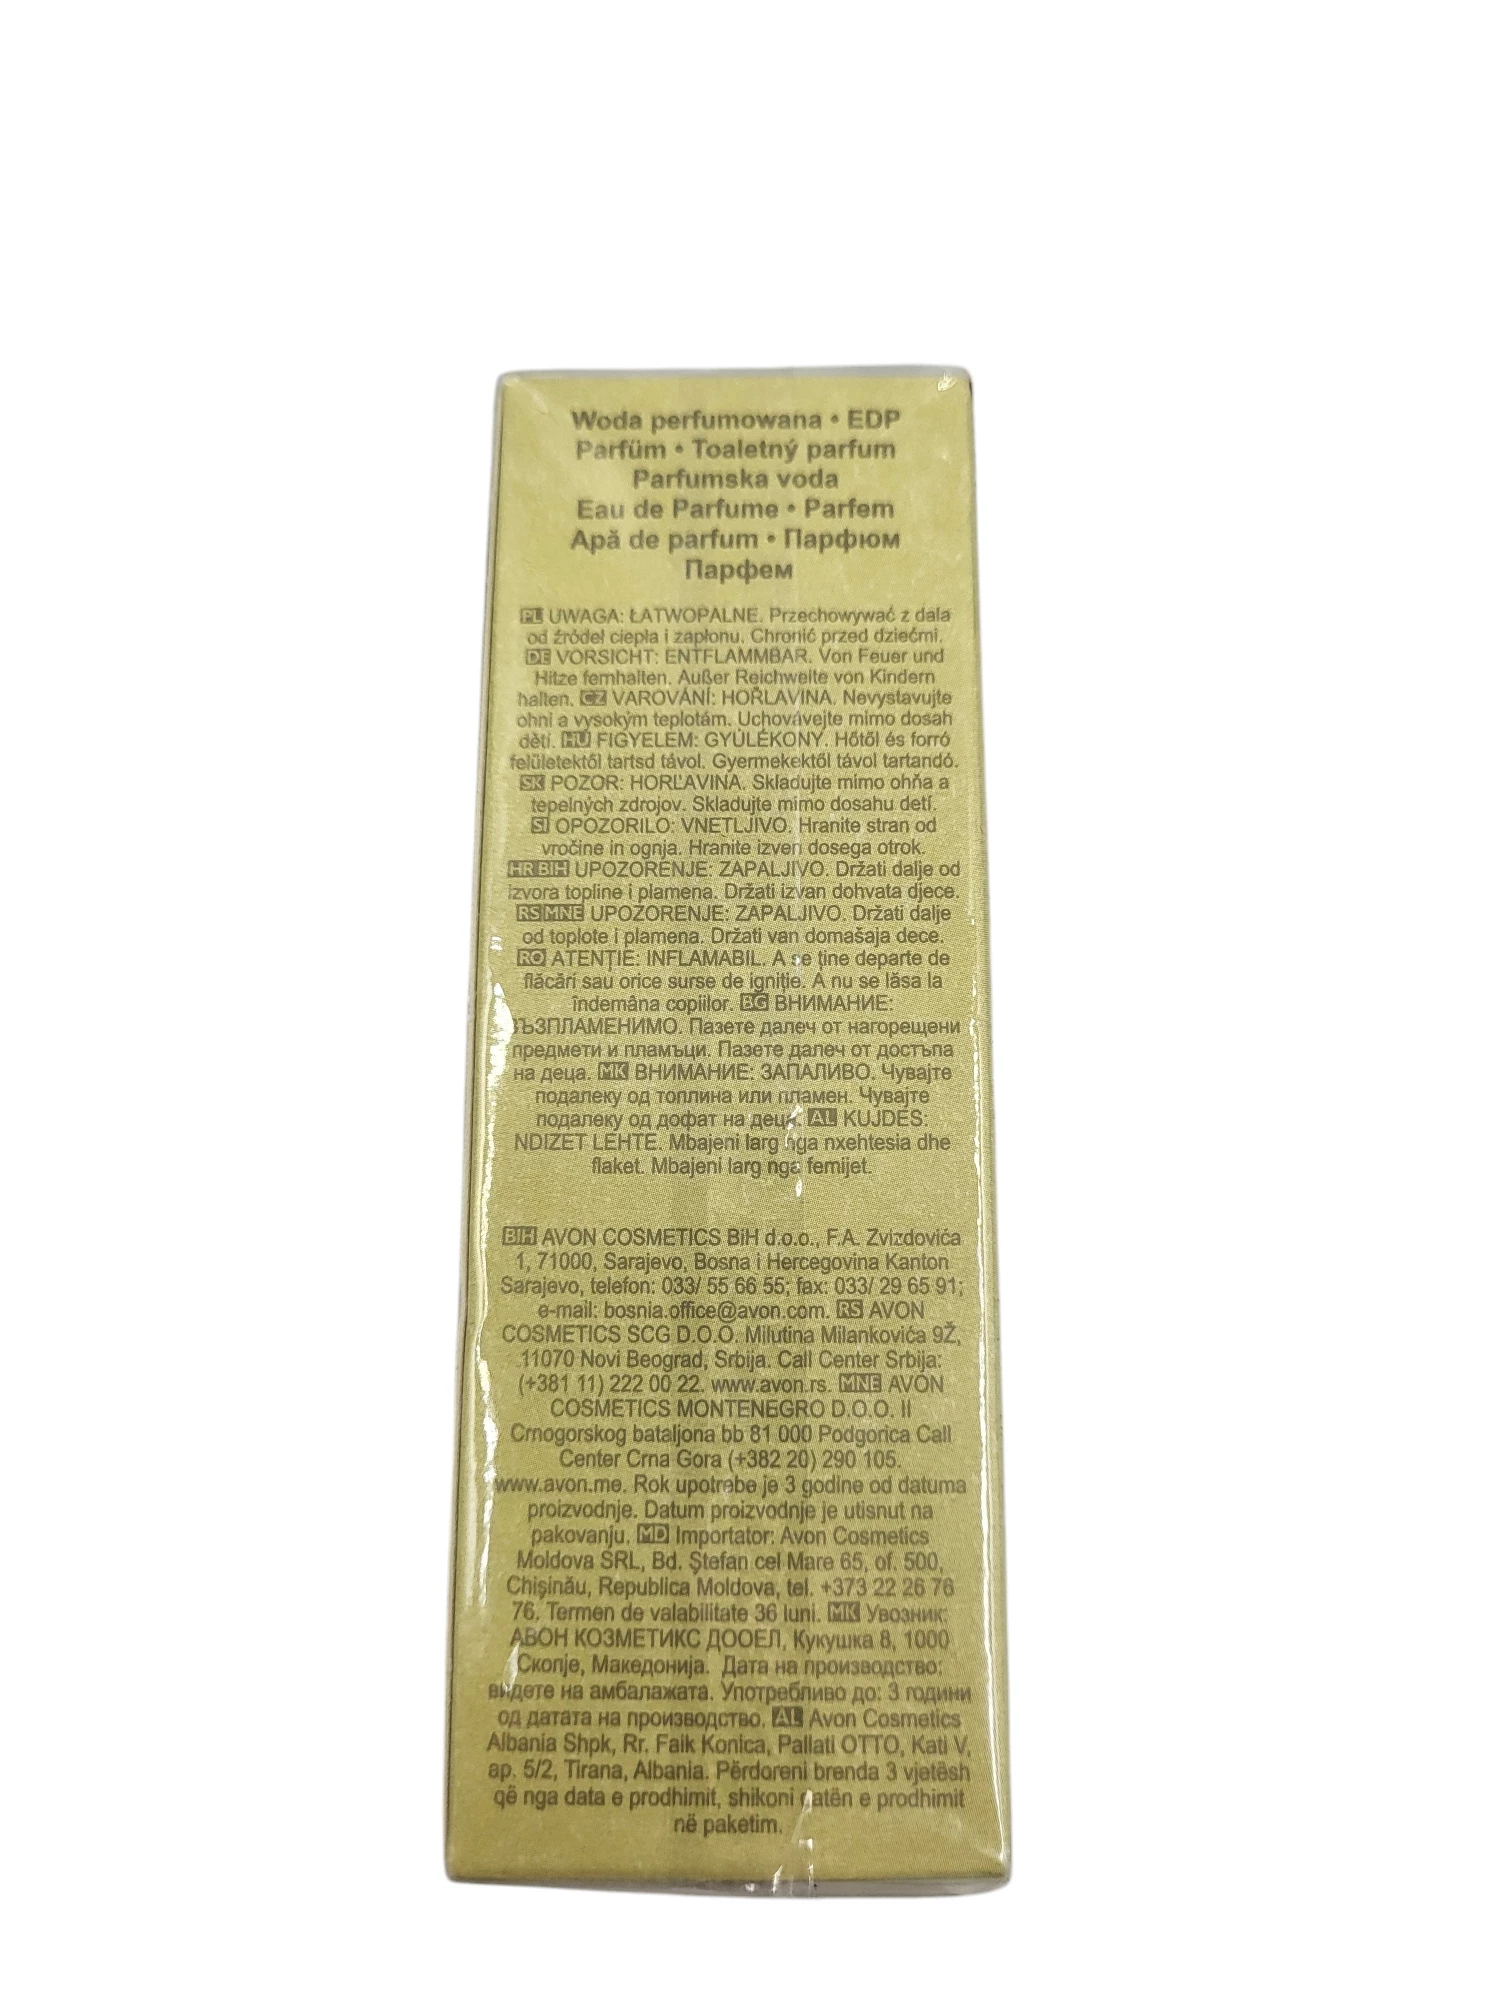 Woda perfumowana • EDP
Parfüm • Toaletný parfum
Parfumska voda
Eau de Parfume • Parfem
Apă de parfum • Парфюм
Парфем
PL UWAGA: ŁATWOPALNE. Przechowywać z dala
od źródeł ciepła i zapłonu. Chronić przed dziećmi.
DE VORSICHT: ENTFLAMMBAR. Von Feuer und
Hitze fernhalten. Außer Reichweite von Kindern
halten. CZ VAROVÁNÍ: HOŘLAVINA. Nevystavujte
ohni a vysokým teplotám. Uchovávejte mimo dosah
dětí. HU FIGYELEM: GYÚLÉKONY. Hőtől és forró
felületektől tartsd távol. Gyermekektől távol tartandó.
SK POZOR: HORĽAVINA. Skladujte mimo ohňa a
tepelných zdrojov. Skladujte mimo dosahu detí.
SI OPOZORILO: VNETLJIVO. Hranite stran od
vročine in ognja. Hranite izven dosega otrok.
HR BIH UPOZORENJE: ZAPALJIVO. Držati dalje od
izvora topline i plamena. Držati izvan dohvata djece.
RS MNE UPOZORENJE: ZAPALJIVO. Držati dalje
od toplote i plamena. Držati van domašaja dece.
RO ATENȚIE: INFLAMABIL. A se ține departe de
flăcări sau orice surse de igniție. A nu se lăsa la
îndemâna copiilor. BG ВНИМАНИЕ:
ВЪЗПЛАМЕНИМО. Пазете далеч от нагорещени
предмети и пламъци. Пазете далеч от достъпа
на деца. MK ВНИМАНИЕ: ЗАПАЛИВО. Чувајте
подалеку од топлина или пламен. Чувајте
подалеку од дофат на деца. AL KUJDES:
NDIZET LEHTE. Mbajeni larg nga nxehtesia dhe
flaket. Mbajeni larg nga femijet.
BIH AVON COSMETICS BiH d.o.o., F.A. Zvizdovića
1, 71000, Sarajevo, Bosna i Hercegovina Kanton
Sarajevo, telefon: 033/ 55 66 55; fax: 033/ 29 65 91;
e-mail: bosnia.office@avon.com. RS AVON
COSMETICS SCG D.O.O. Milutina Milankovića 9Ž,
11070 Novi Beograd, Srbija. Call Center Srbija:
(+381 11) 222 00 22. www.avon.rs. MNE AVON
COSMETICS MONTENEGRO D.O.O. II
Crnogorskog bataljona bb 81 000 Podgorica Call
Center Crna Gora (+382 20) 290 105.
www.avon.me. Rok upotrebe je 3 godine od datuma
proizvodnje. Datum proizvodnje je utisnut na
pakovanju. MD Importator: Avon Cosmetics
Moldova SRL, Bd. Ștefan cel Mare 65, of. 500,
Chișinău, Republica Moldova, tel. +373 22 26 76
76. Termen de valabilitate 36 luni. MK Увозник:
АВОН КОЗМЕТИКС ДООЕЛ, Кукушка 8, 1000
Скопје, Македонија. Дата на производство:
видете на амбалажата. Употребливо до: 3 години
од датата на производство. AL Avon Cosmetics
Albania Shpk, Rr. Faik Konica, Pallati OTTO, Kati V,
ap. 5/2, Tirana, Albania. Përdoreni brenda 3 vjetësh
që nga data e prodhimit, shikoni datën e prodhimit
në paketim.